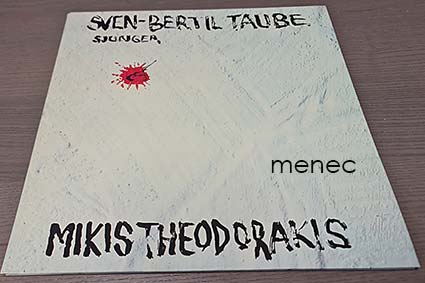 SVEN-BERTIL TAUBE
SJUNGER
menec
MIKIS THEODORAKIS